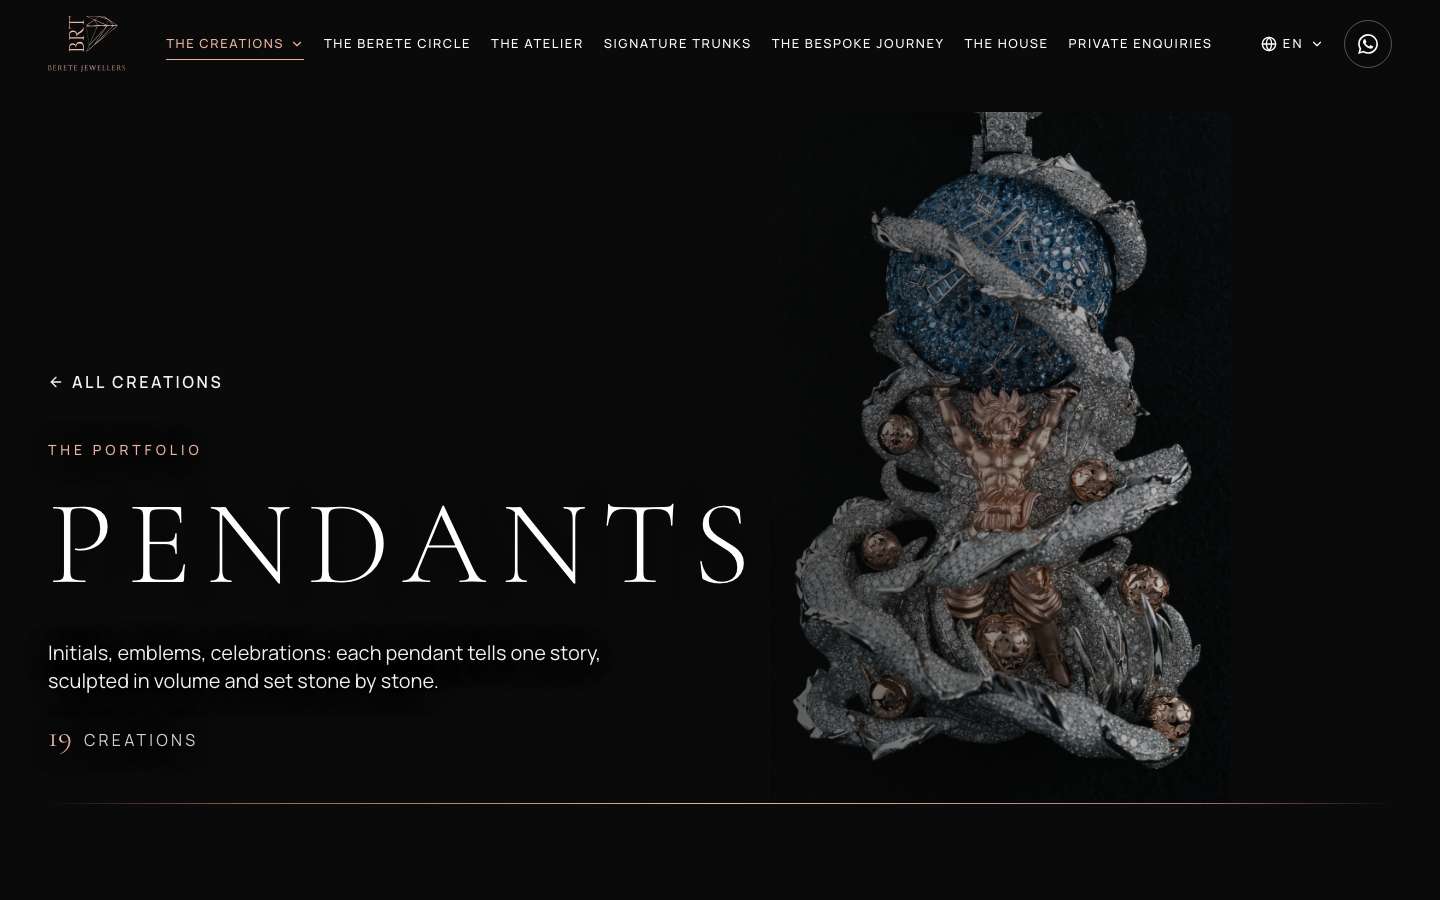 BRT
BERETE JEWELLERS
THE CREATIONS
THE BERETE CIRCLE
THE ATELIER
SIGNATURE TRUNKS
THE BESPOKE JOURNEY
THE HOUSE
PRIVATE ENQUIRIES
EN
ALL CREATIONS
THE PORTFOLIO
PENDANTS
Initials, emblems, celebrations: each pendant tells one story,
sculpted in volume and set stone by stone.
19 CREATIONS